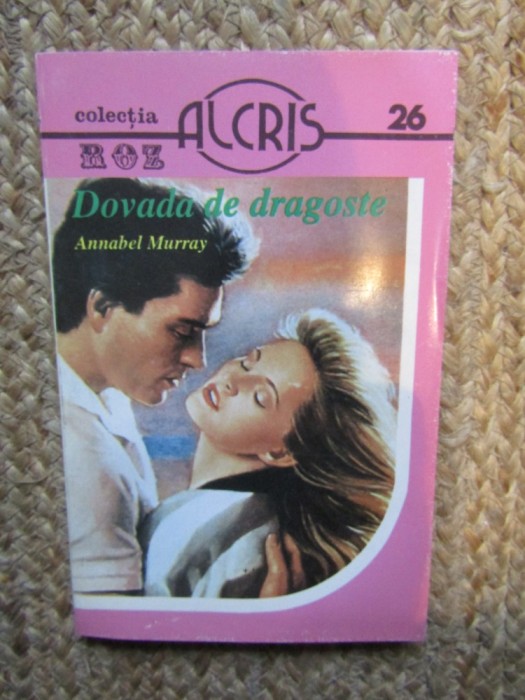 colecția
ROZ
ALCRIS
26
Dovada de dragoste
Annabel Murray